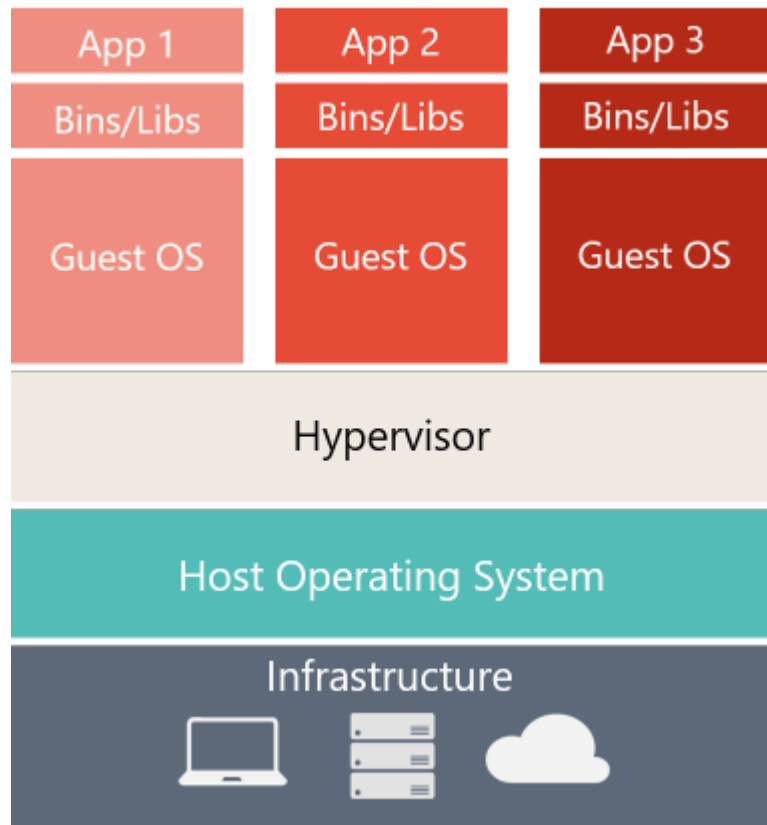 App 1
App 2
App 3
Bins/Libs
Bins/Libs
Bins/Libs
Guest OS
Guest OS
Guest OS
Hypervisor
Host Operating System
Infrastructure